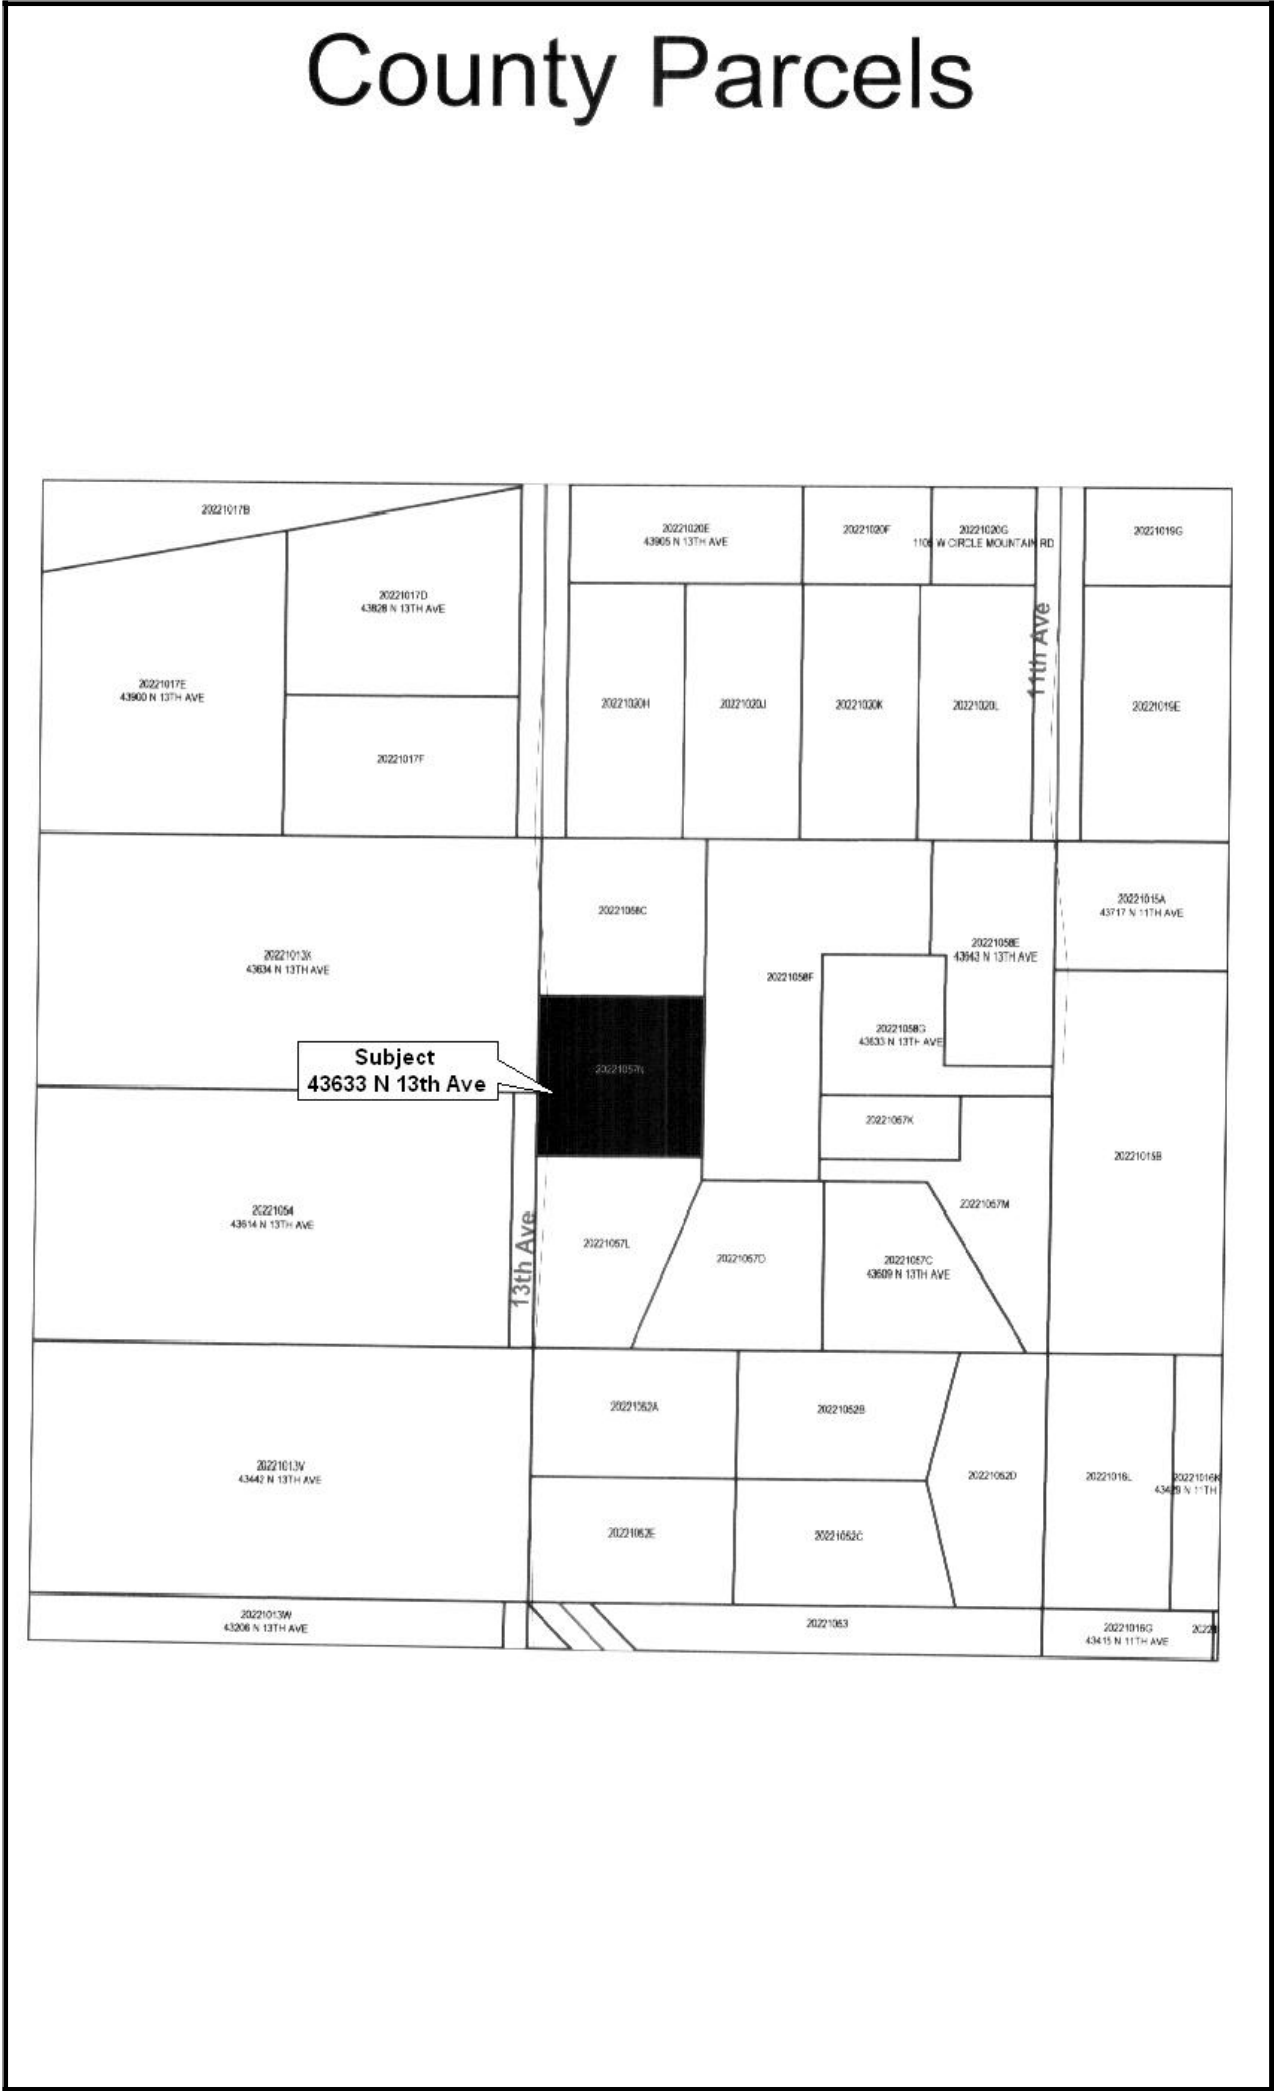 County Parcels
20221017B
20221020E
43905 N 13TH AVE
20221020F
20221020G
1105 W CIRCLE MOUNTAIN RD
20221019G
20221017D
43828 N 13TH AVE
20221017E
43900 N 13TH AVE
20221020H
20221020J
20221020K
20221020L
11th Ave
20221019E
20221017F
20221058C
20221015A
43717 N 11TH AVE
20221013X
43634 N 13TH AVE
20221058E
43643 N 13TH AVE
20221058F
20221058G
43633 N 13TH AVE
Subject
43633 N 13th Ave
20221057N
20221057K
20221015B
20221054
43614 N 13TH AVE
13th Ave
20221057L
20221057D
20221057C
43609 N 13TH AVE
20221057M
20221052A
20221052B
20221013V
43442 N 13TH AVE
20221052D
20221016L
20221016K
N 11TH
20221052E
20221052C
20221013W
43206 N 13TH AVE
20221053
20221016G
43415 N 11TH AVE